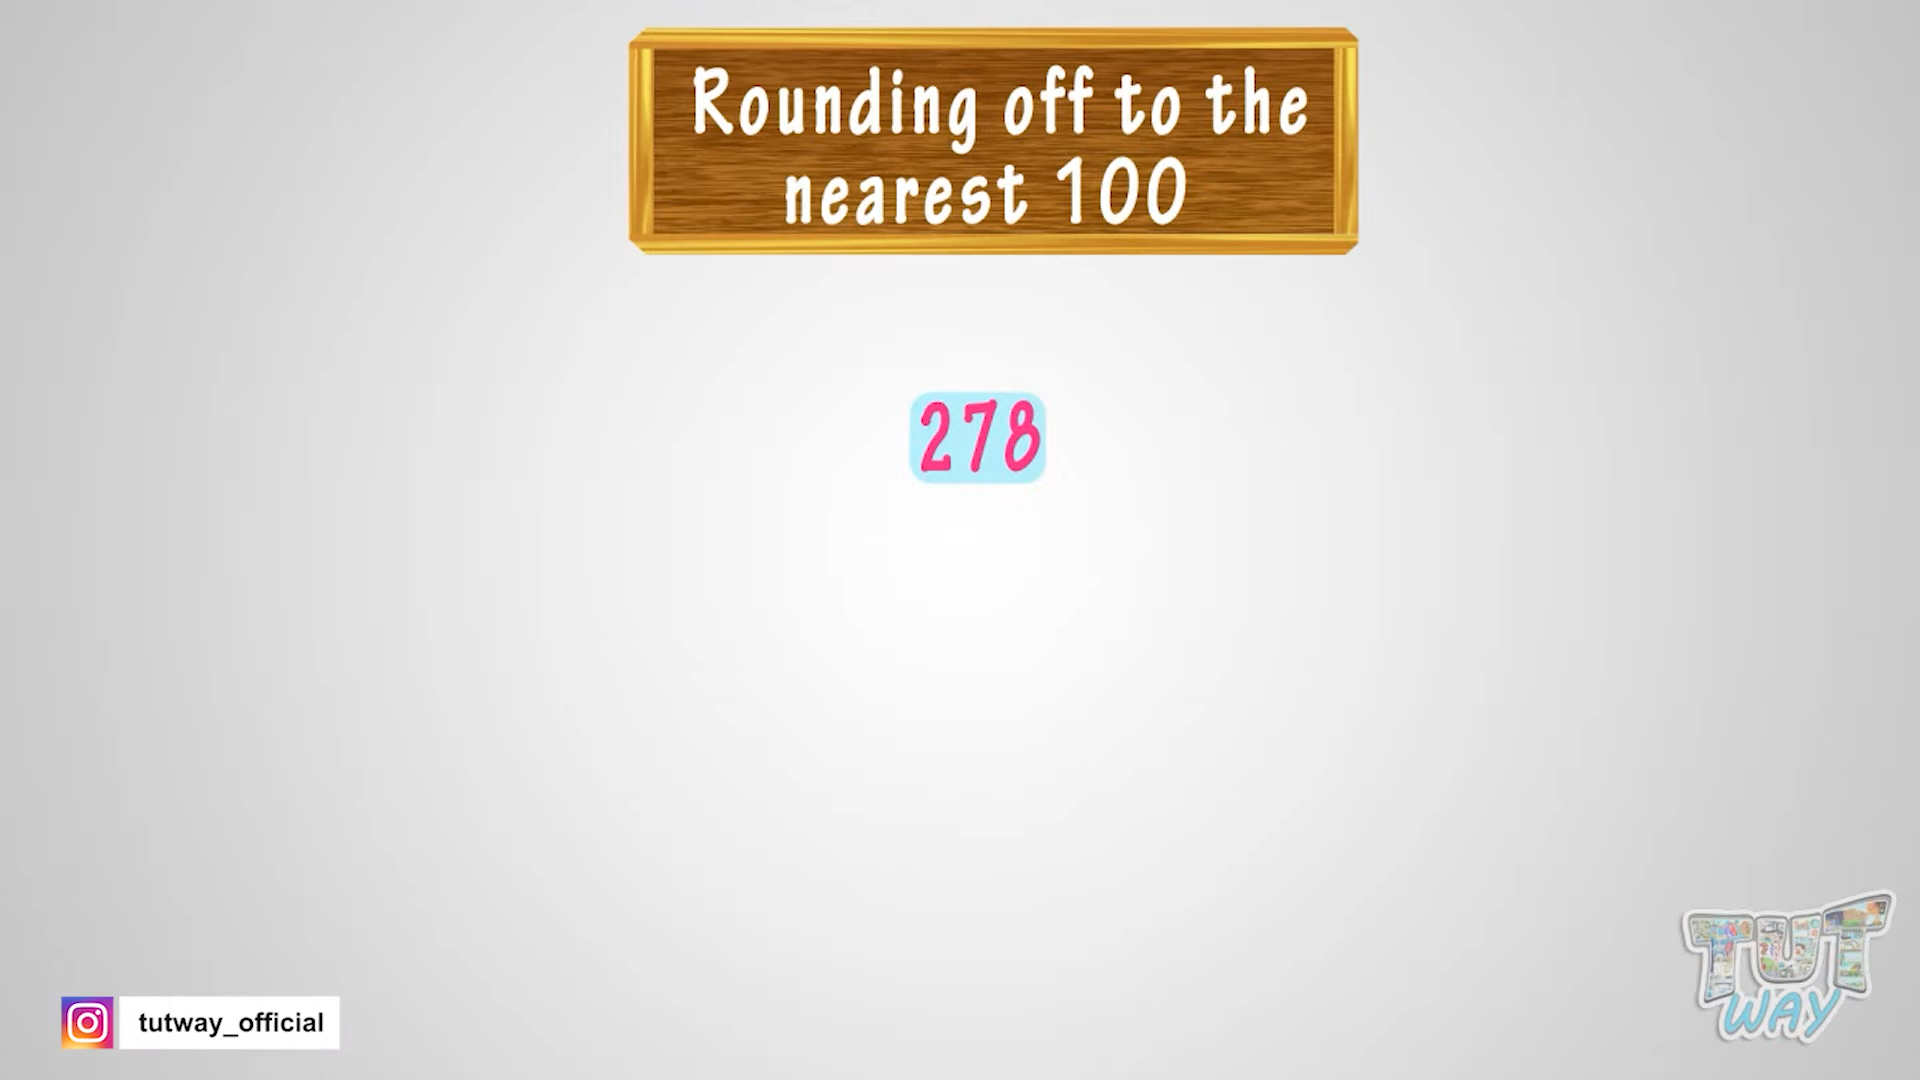 Rounding off to the
nearest 100
278
tutway_official
TUT
WAY